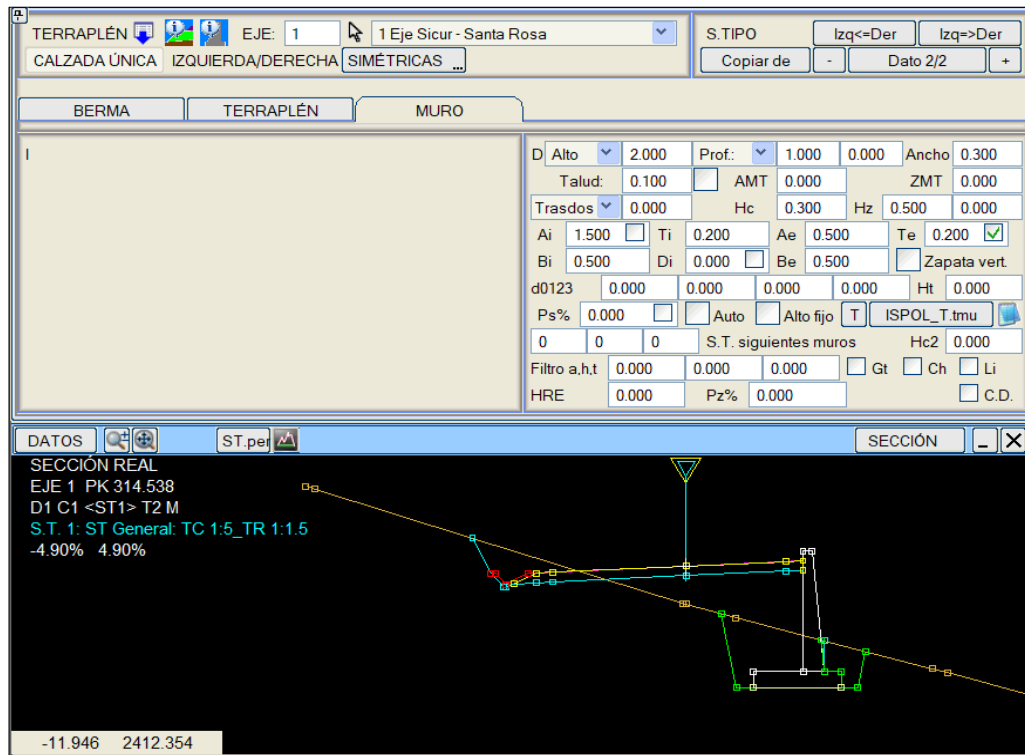 TERRAPLÉN EJE: 1 1 Eje Sicur - Santa Rosa S.TIPO Izq<=Der Izq=>Der
CALZADA ÚNICA IZQUIERDA/DERECHA SIMÉTRICAS ... Copiar de - Dato 2/2 +
BERMA TERRAPLÉN MURO
I
D Alto 2.000 Prof.: 1.000 0.000 Ancho 0.300
Talud: 0.100 AMT 0.000 ZMT 0.000
Trasdos 0.000 Hc 0.300 Hz 0.500 0.000
Ai 1.500 Ti 0.200 Ae 0.500 Te 0.200
Bi 0.500 Di 0.000 Be 0.500 Zapata vert.
d0123 0.000 0.000 0.000 0.000 Ht 0.000
Ps% 0.000 Auto Alto fijo T ISPOL_T.tmu
0 0 0 S.T. siguientes muros Hc2 0.000
Filtro a,h,t 0.000 0.000 0.000 Gt Ch Li
HRE 0.000 Pz% 0.000 C.D.
DATOS ST.per SECCIÓN
SECCIÓN REAL
EJE 1 PK 314.538
D1 C1 <ST1> T2 M
S.T. 1: ST General: TC 1:5_TR 1:1.5
-4.90% 4.90%
-11.946 2412.354